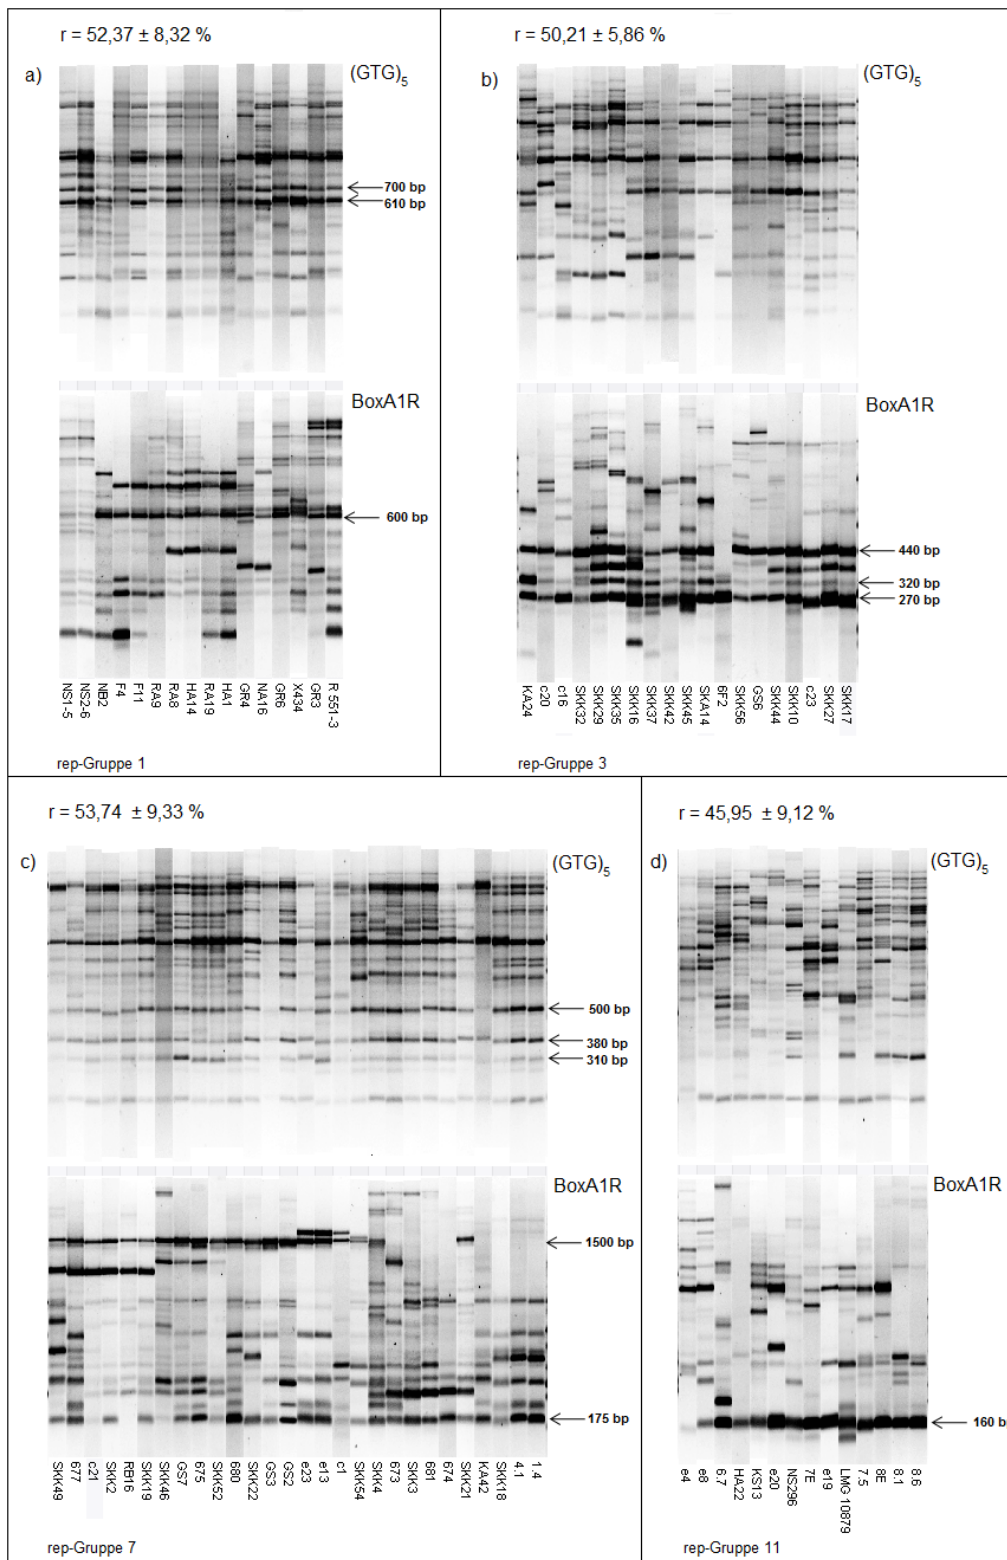 r = 52,37 ± 8,32 %
a)
(GTG)5
700 bp
610 bp
BoxA1R
600 bp
NS1-5
NS2-6
NB2
F4
F11
RA9
RA8
HA14
RA19
HA1
GR4
NA16
GR6
X434
GR3
R 551-3
rep-Gruppe 1
r = 50,21 ± 5,86 %
b)
(GTG)5
BoxA1R
440 bp
320 bp
270 bp
KA24
c20
c16
SKK32
SKK29
SKK35
SKK16
SKK37
SKK42
SKK45
SKA14
6F2
SKK56
GS6
SKK44
SKK10
c23
SKK27
SKK17
rep-Gruppe 3
r = 53,74 ± 9,33 %
c)
(GTG)5
500 bp
380 bp
310 bp
BoxA1R
1500 bp
175 bp
SKK49
677
c21
SKK2
RB16
SKK19
SKK46
GS7
675
SKK52
680
SKK22
GS3
GS2
e23
e13
c1
SKK54
SKK4
673
SKK3
681
674
SKK21
KA42
SKK18
4.1
1.4
rep-Gruppe 7
r = 45,95 ± 9,12 %
d)
(GTG)5
BoxA1R
160 bp
e4
e8
6.7
HA22
KS13
e20
NS296
7E
e19
LMG 10879
7.5
8E
8.1
8.6
rep-Gruppe 11